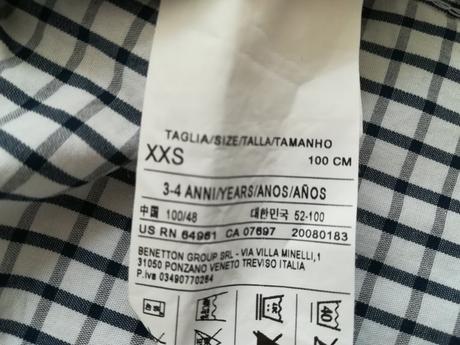 TAGLIA/SIZE/TALLA/TAMANHO
XXS 100 CM
3-4 ANNI/YEARS/ANOS/AÑOS
中国 100/48 대한민국 52-100
US RN 64961 CA 07697 20080183
BENETTON GROUP SRL - VIA VILLA MINELLI,1
31050 PONZANO VENETO TREVISO ITALIA
P.iva 03490770264
40